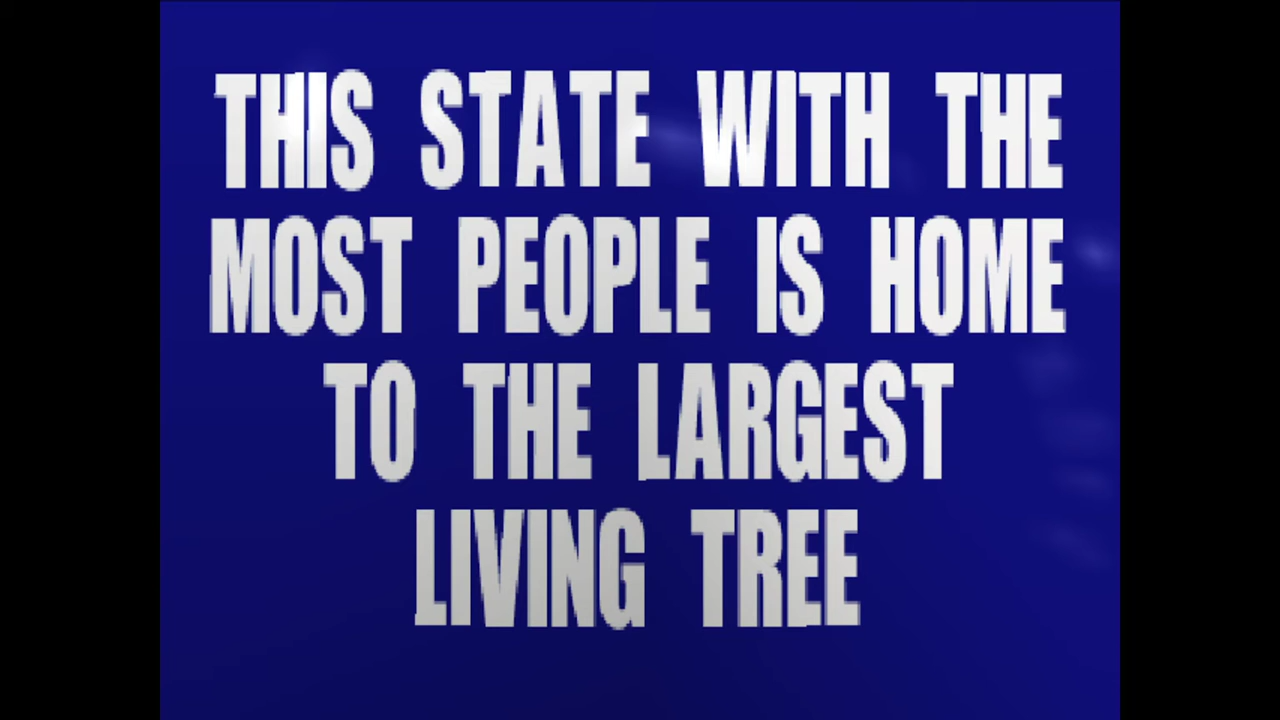 THIS STATE WITH THE
MOST PEOPLE IS HOME
TO THE LARGEST
LIVING TREE